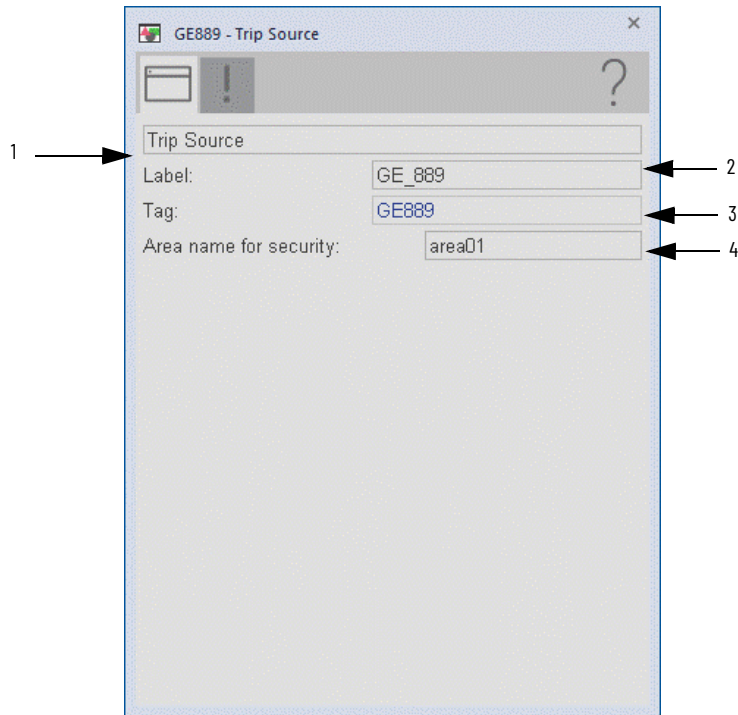 GE889 - Trip Source
×
!
?
1
Trip Source
Label: GE_889 2
Tag: GE889 3
Area name for security: area01 4